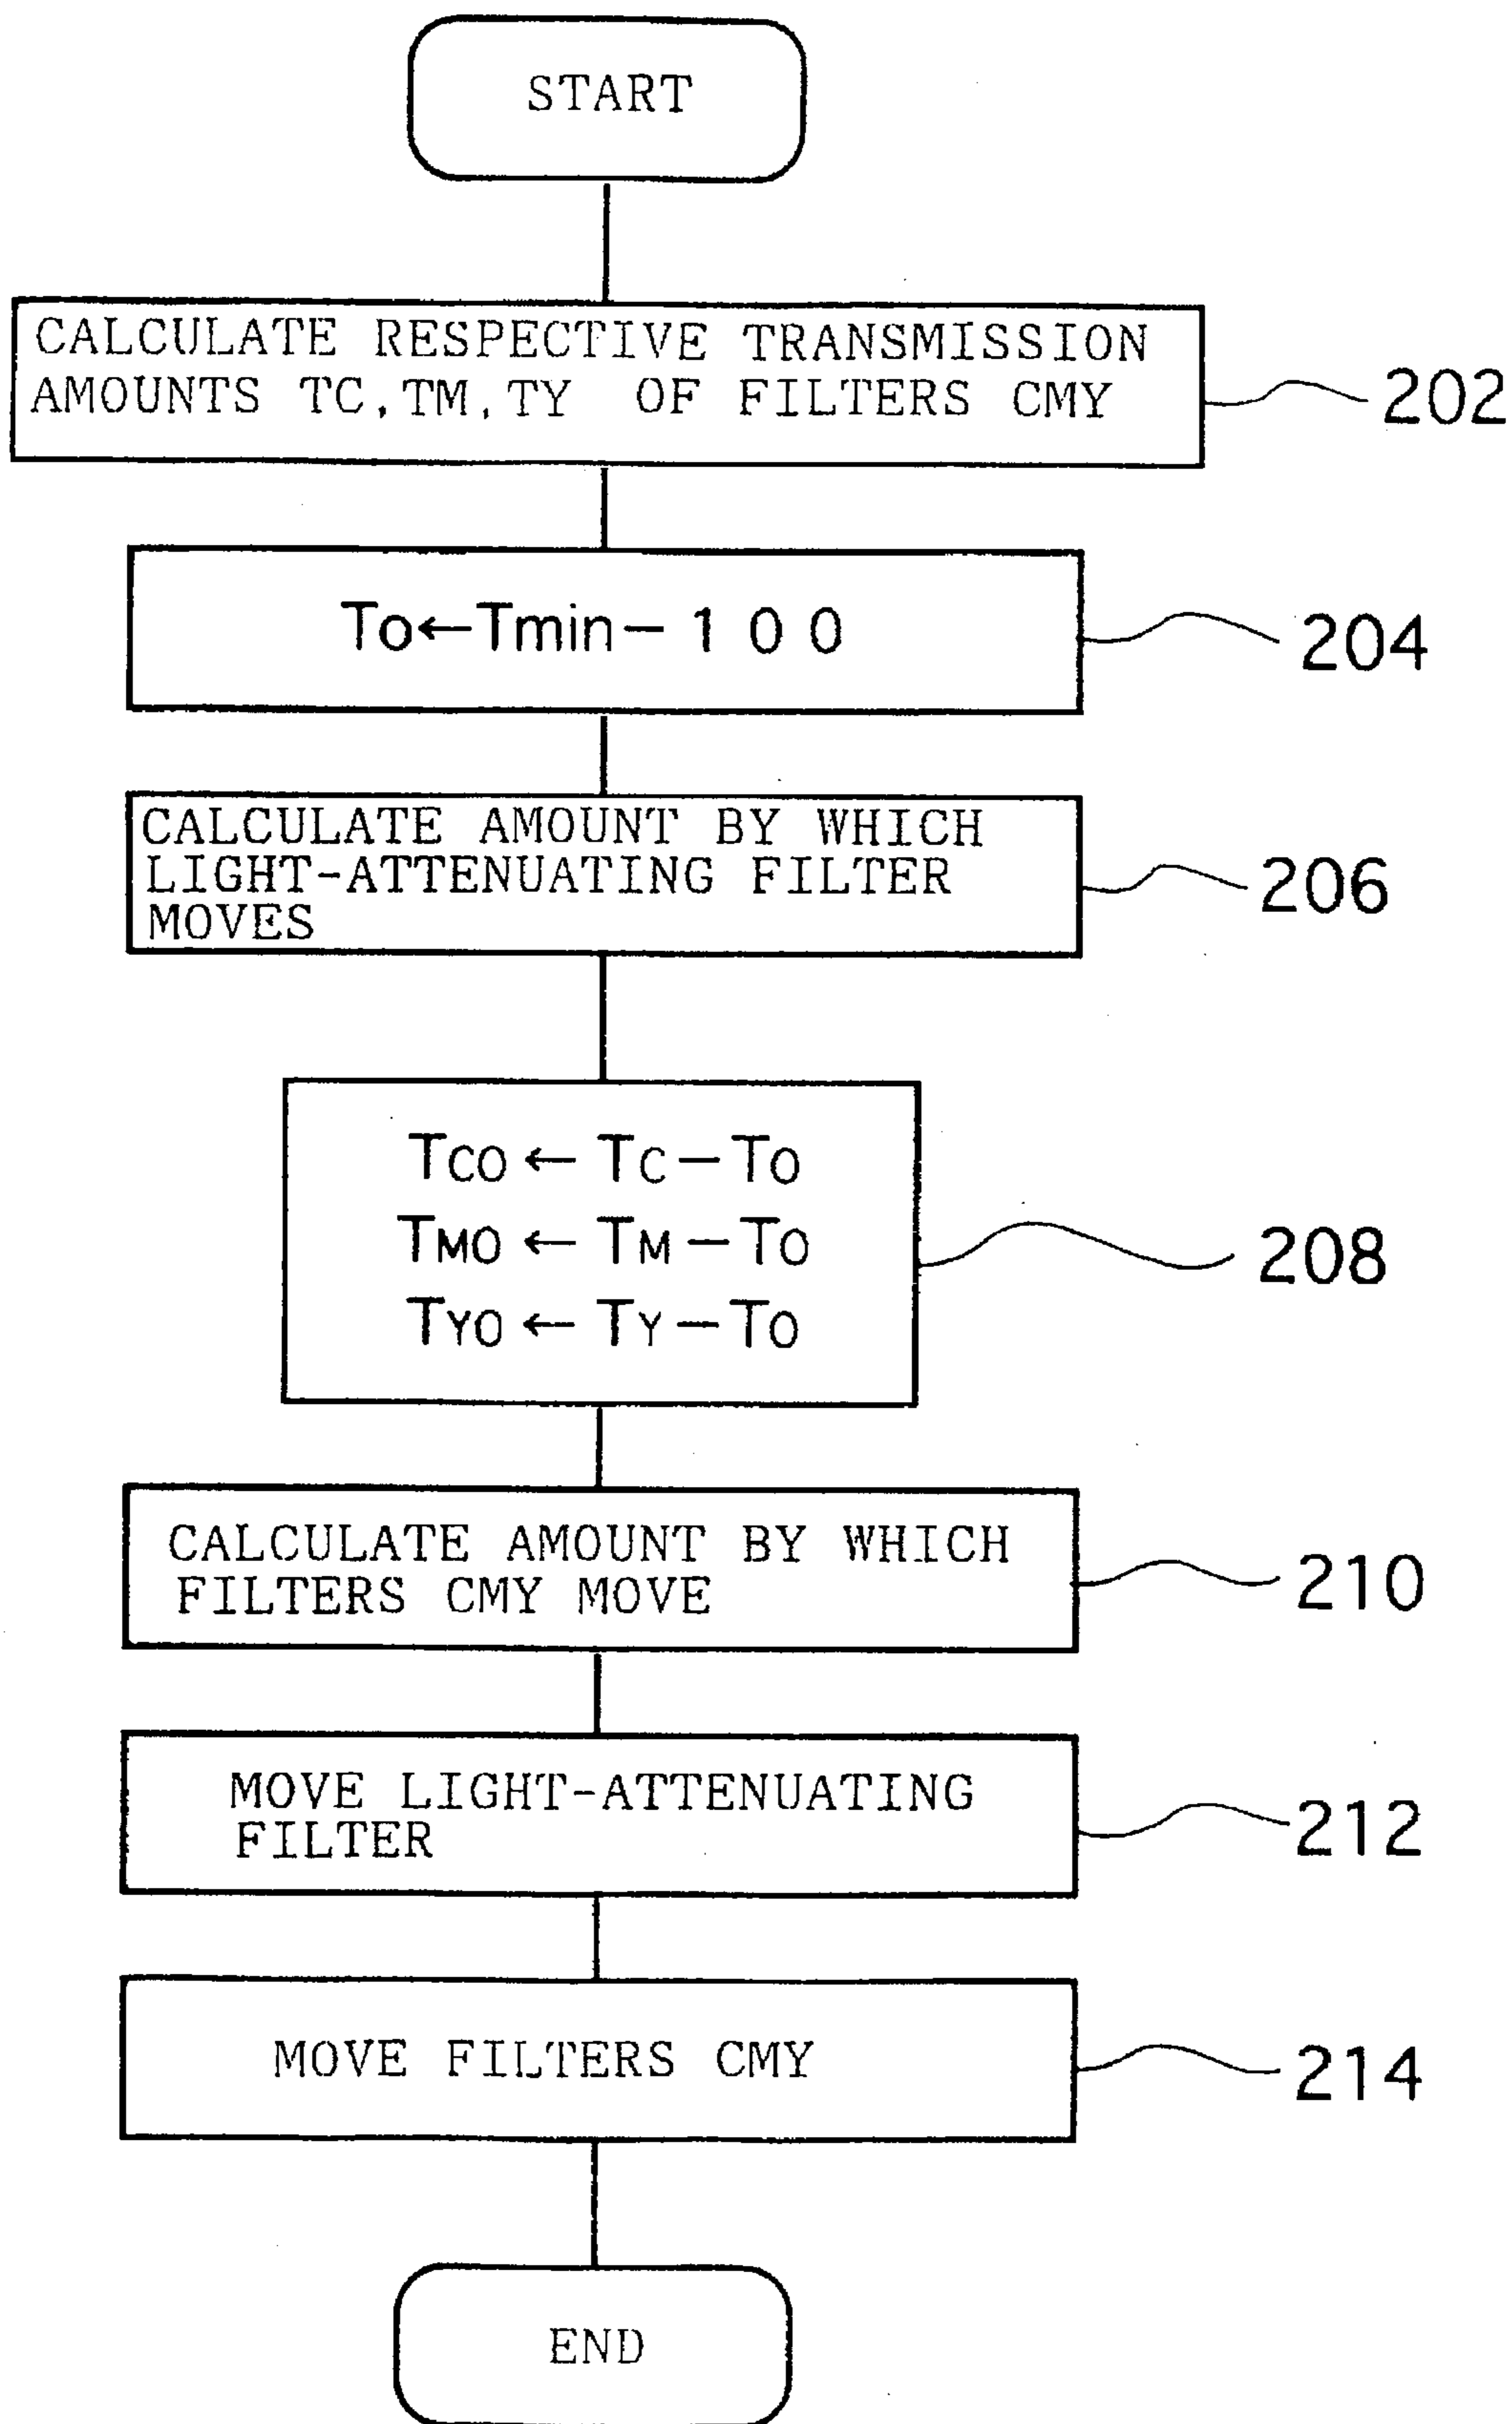 START
CALCULATE RESPECTIVE TRANSMISSION
AMOUNTS TC, TM, TY OF FILTERS CMY
202
To←Tmin−100
204
CALCULATE AMOUNT BY WHICH
LIGHT-ATTENUATING FILTER
MOVES
206
TCO ← TC − TO
TMO ← TM − TO
TYO ← TY − TO
208
CALCULATE AMOUNT BY WHICH
FILTERS CMY MOVE
210
MOVE LIGHT-ATTENUATING
FILTER
212
MOVE FILTERS CMY
214
END